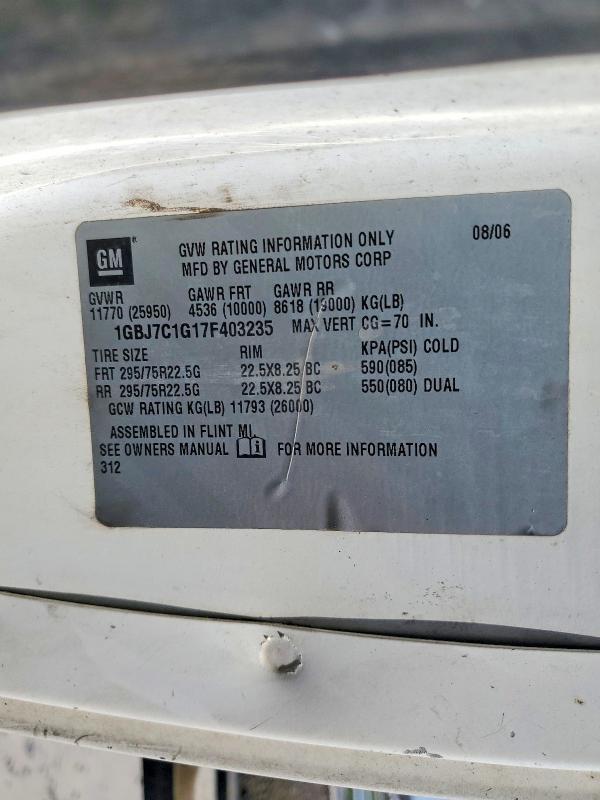 GM ®
GVW RATING INFORMATION ONLY 08/06
MFD BY GENERAL MOTORS CORP
GVWR GAWR FRT GAWR RR
11770 (25950) 4536 (10000) 8618 (19000) KG(LB)
1GBJ7C1G17F403235 MAX VERT CG=70 IN.
TIRE SIZE RIM KPA(PSI) COLD
FRT 295/75R22.5G 22.5X8.25 BC 590(085)
RR 295/75R22.5G 22.5X8.25 BC 550(080) DUAL
GCW RATING KG(LB) 11793 (26000)
ASSEMBLED IN FLINT MI.
SEE OWNERS MANUAL i FOR MORE INFORMATION
312